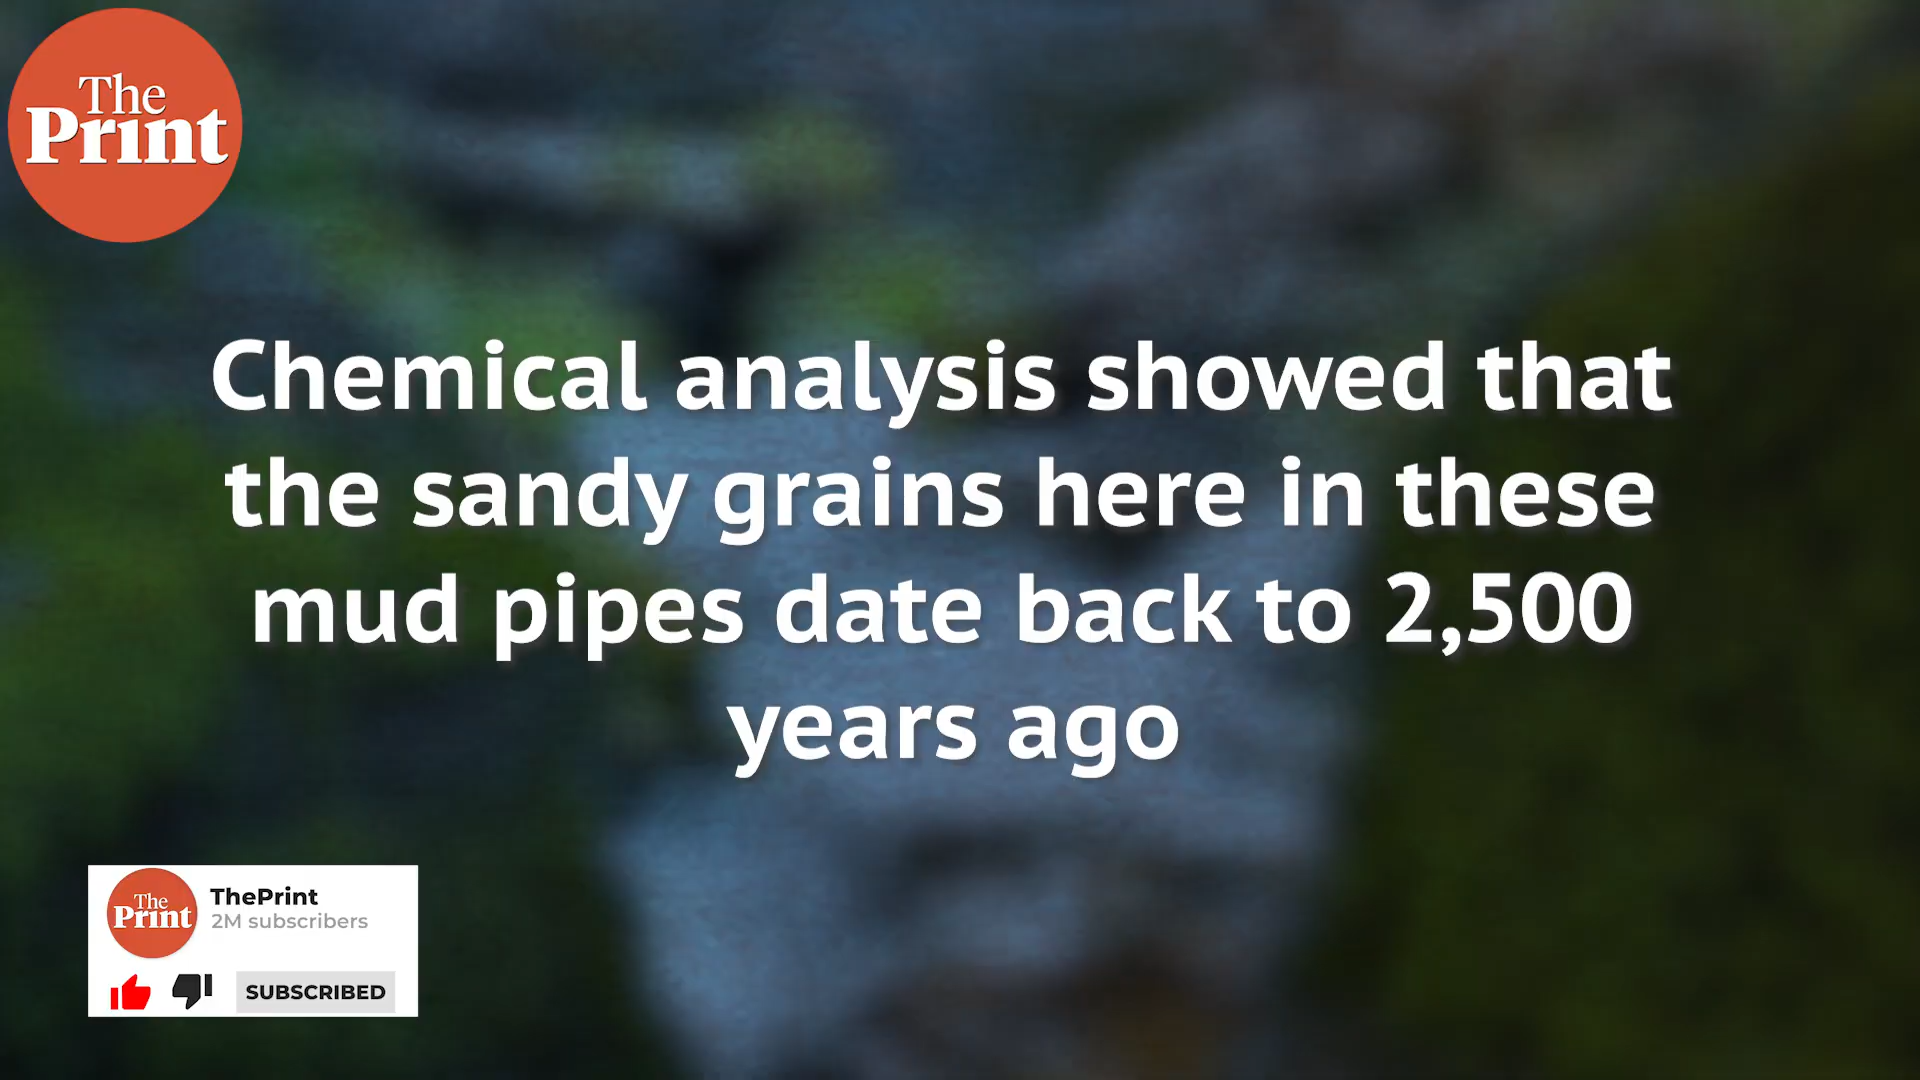 The
Print
Chemical analysis showed that
the sandy grains here in these
mud pipes date back to 2,500
years ago
The
Print
ThePrint
2M subscribers
SUBSCRIBED